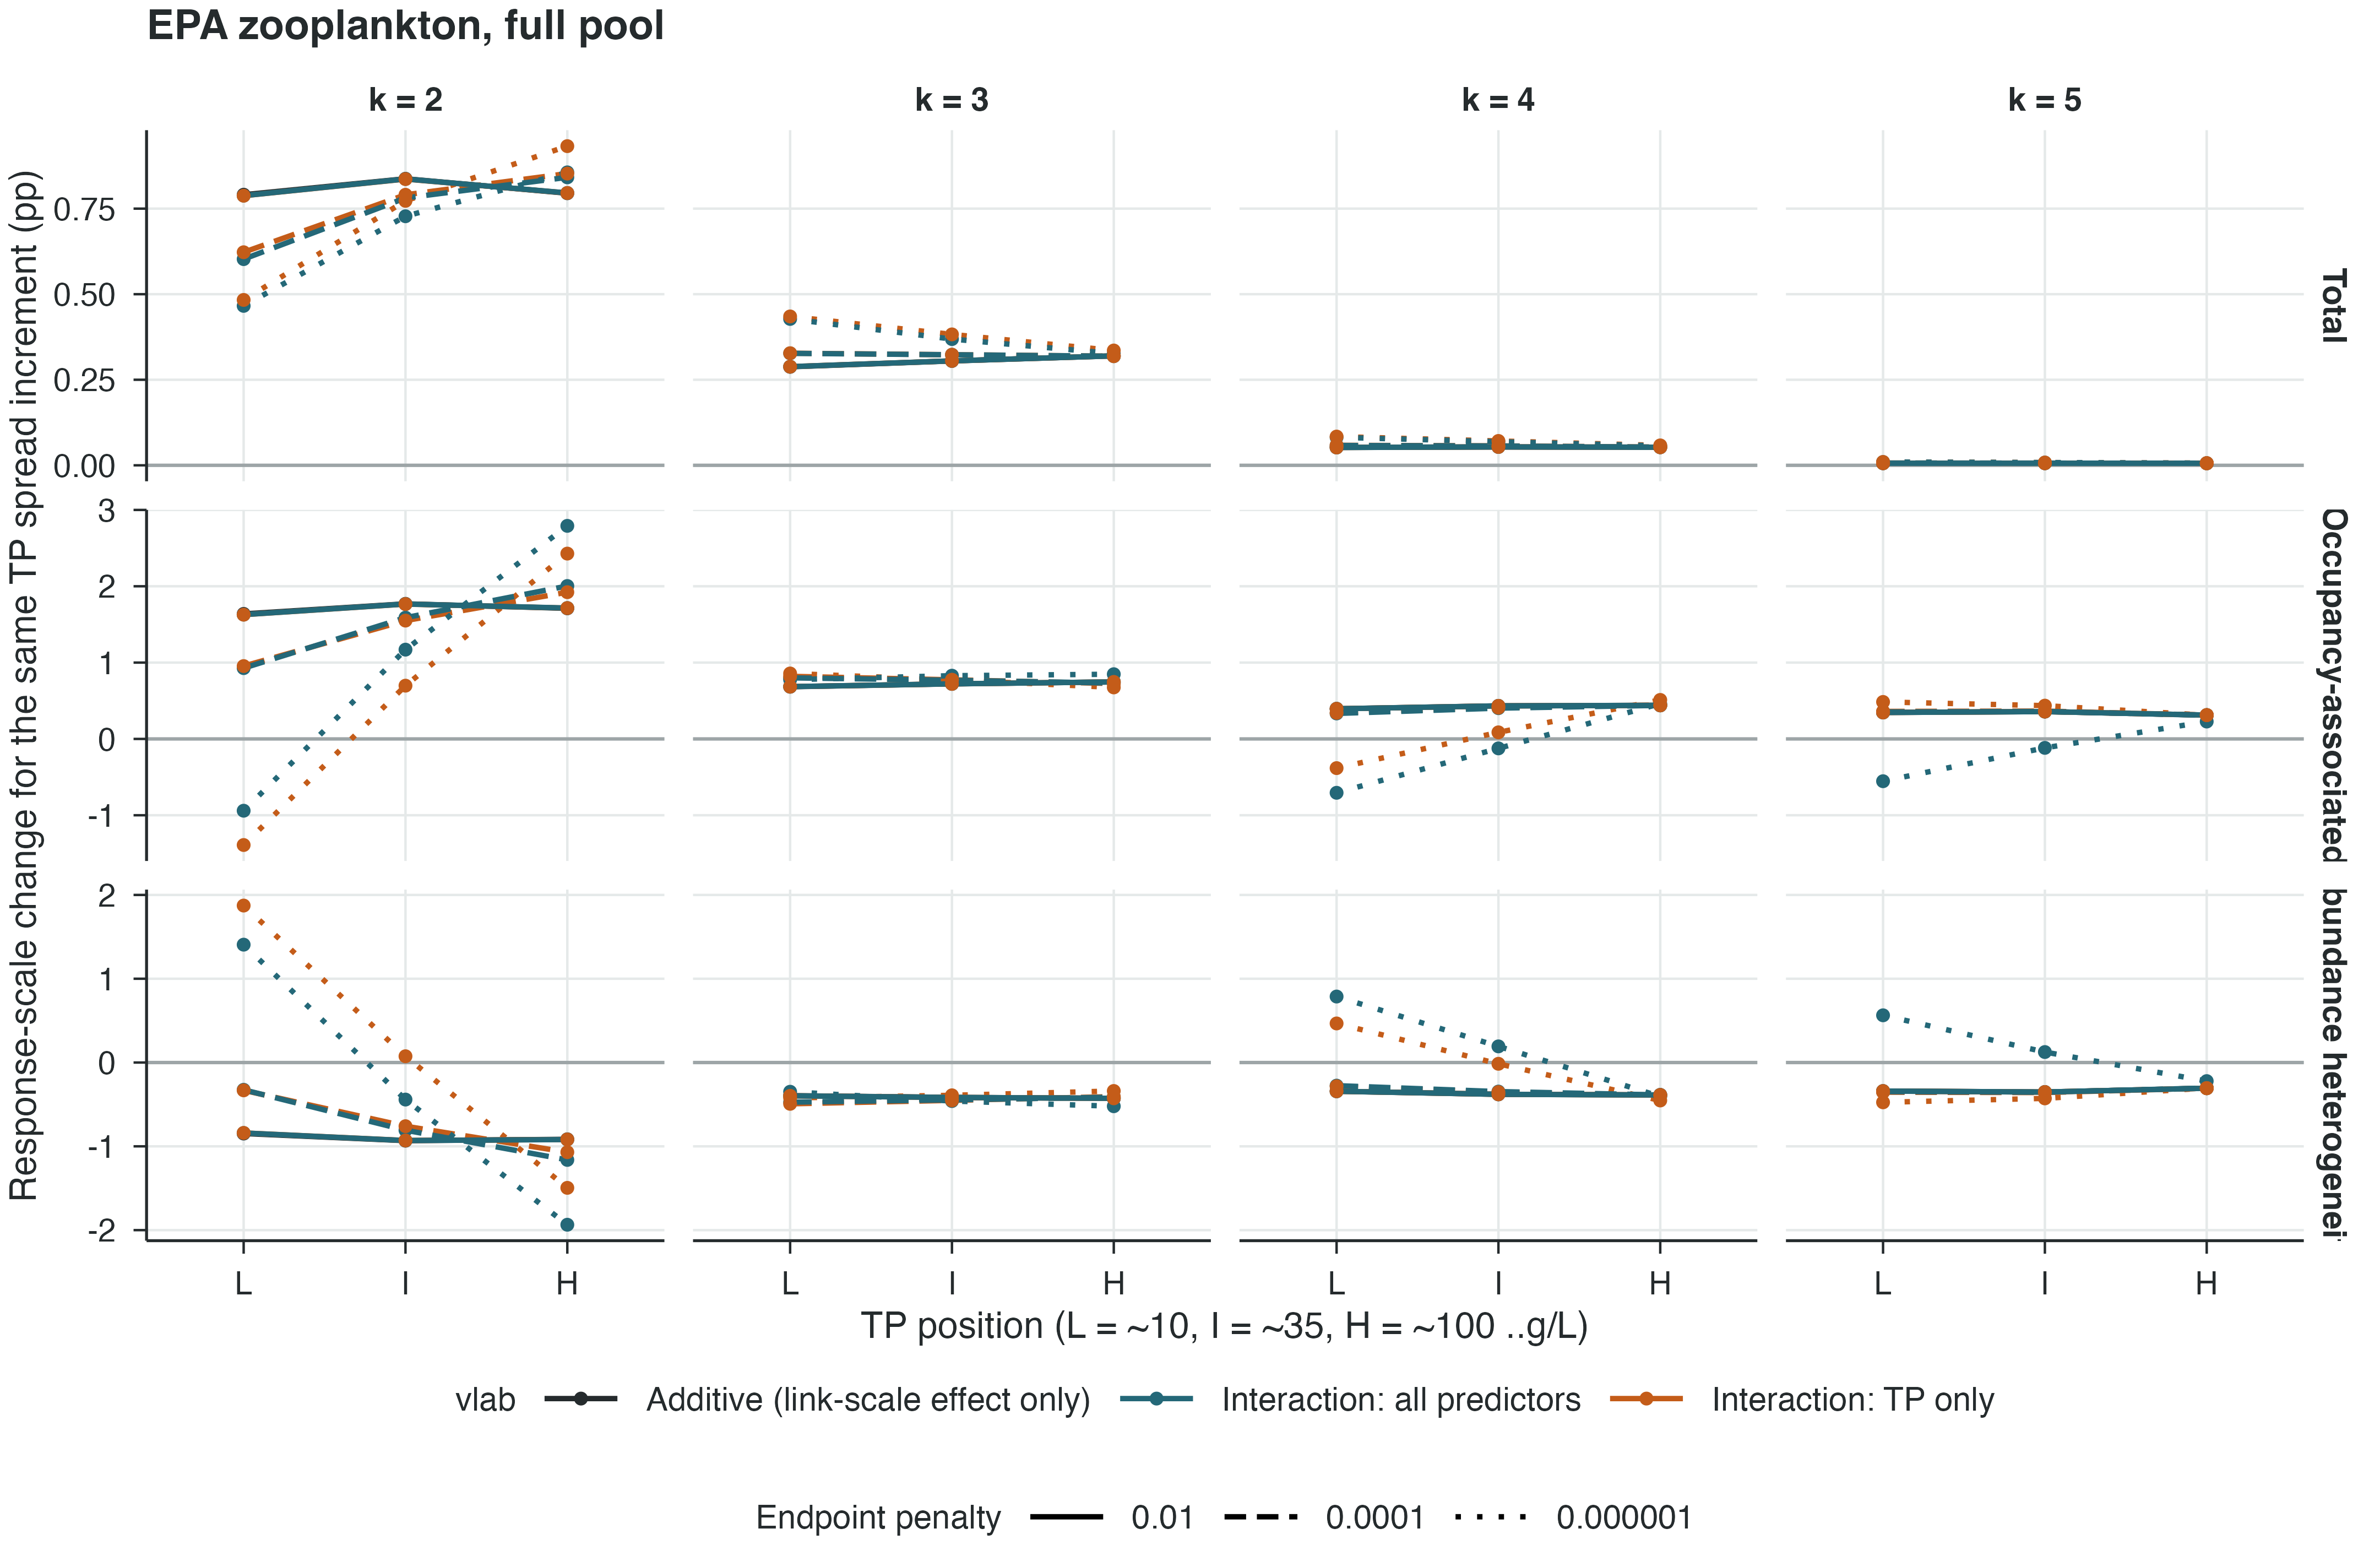 EPA zooplankton, full pool
k = 2 k = 3 k = 4 k = 5
Response-scale change for the same TP spread increment (pp)
0.75
0.50
0.25
0.00
Total
3
2
1
0
-1
Occupancy-associated
2
1
0
-1
-2
bundance heterogenei
L I H L I H L I H L I H
TP position (L = ~10, I = ~35, H = ~100 ..g/L)
vlab Additive (link-scale effect only) Interaction: all predictors Interaction: TP only
Endpoint penalty 0.01 0.0001 0.000001